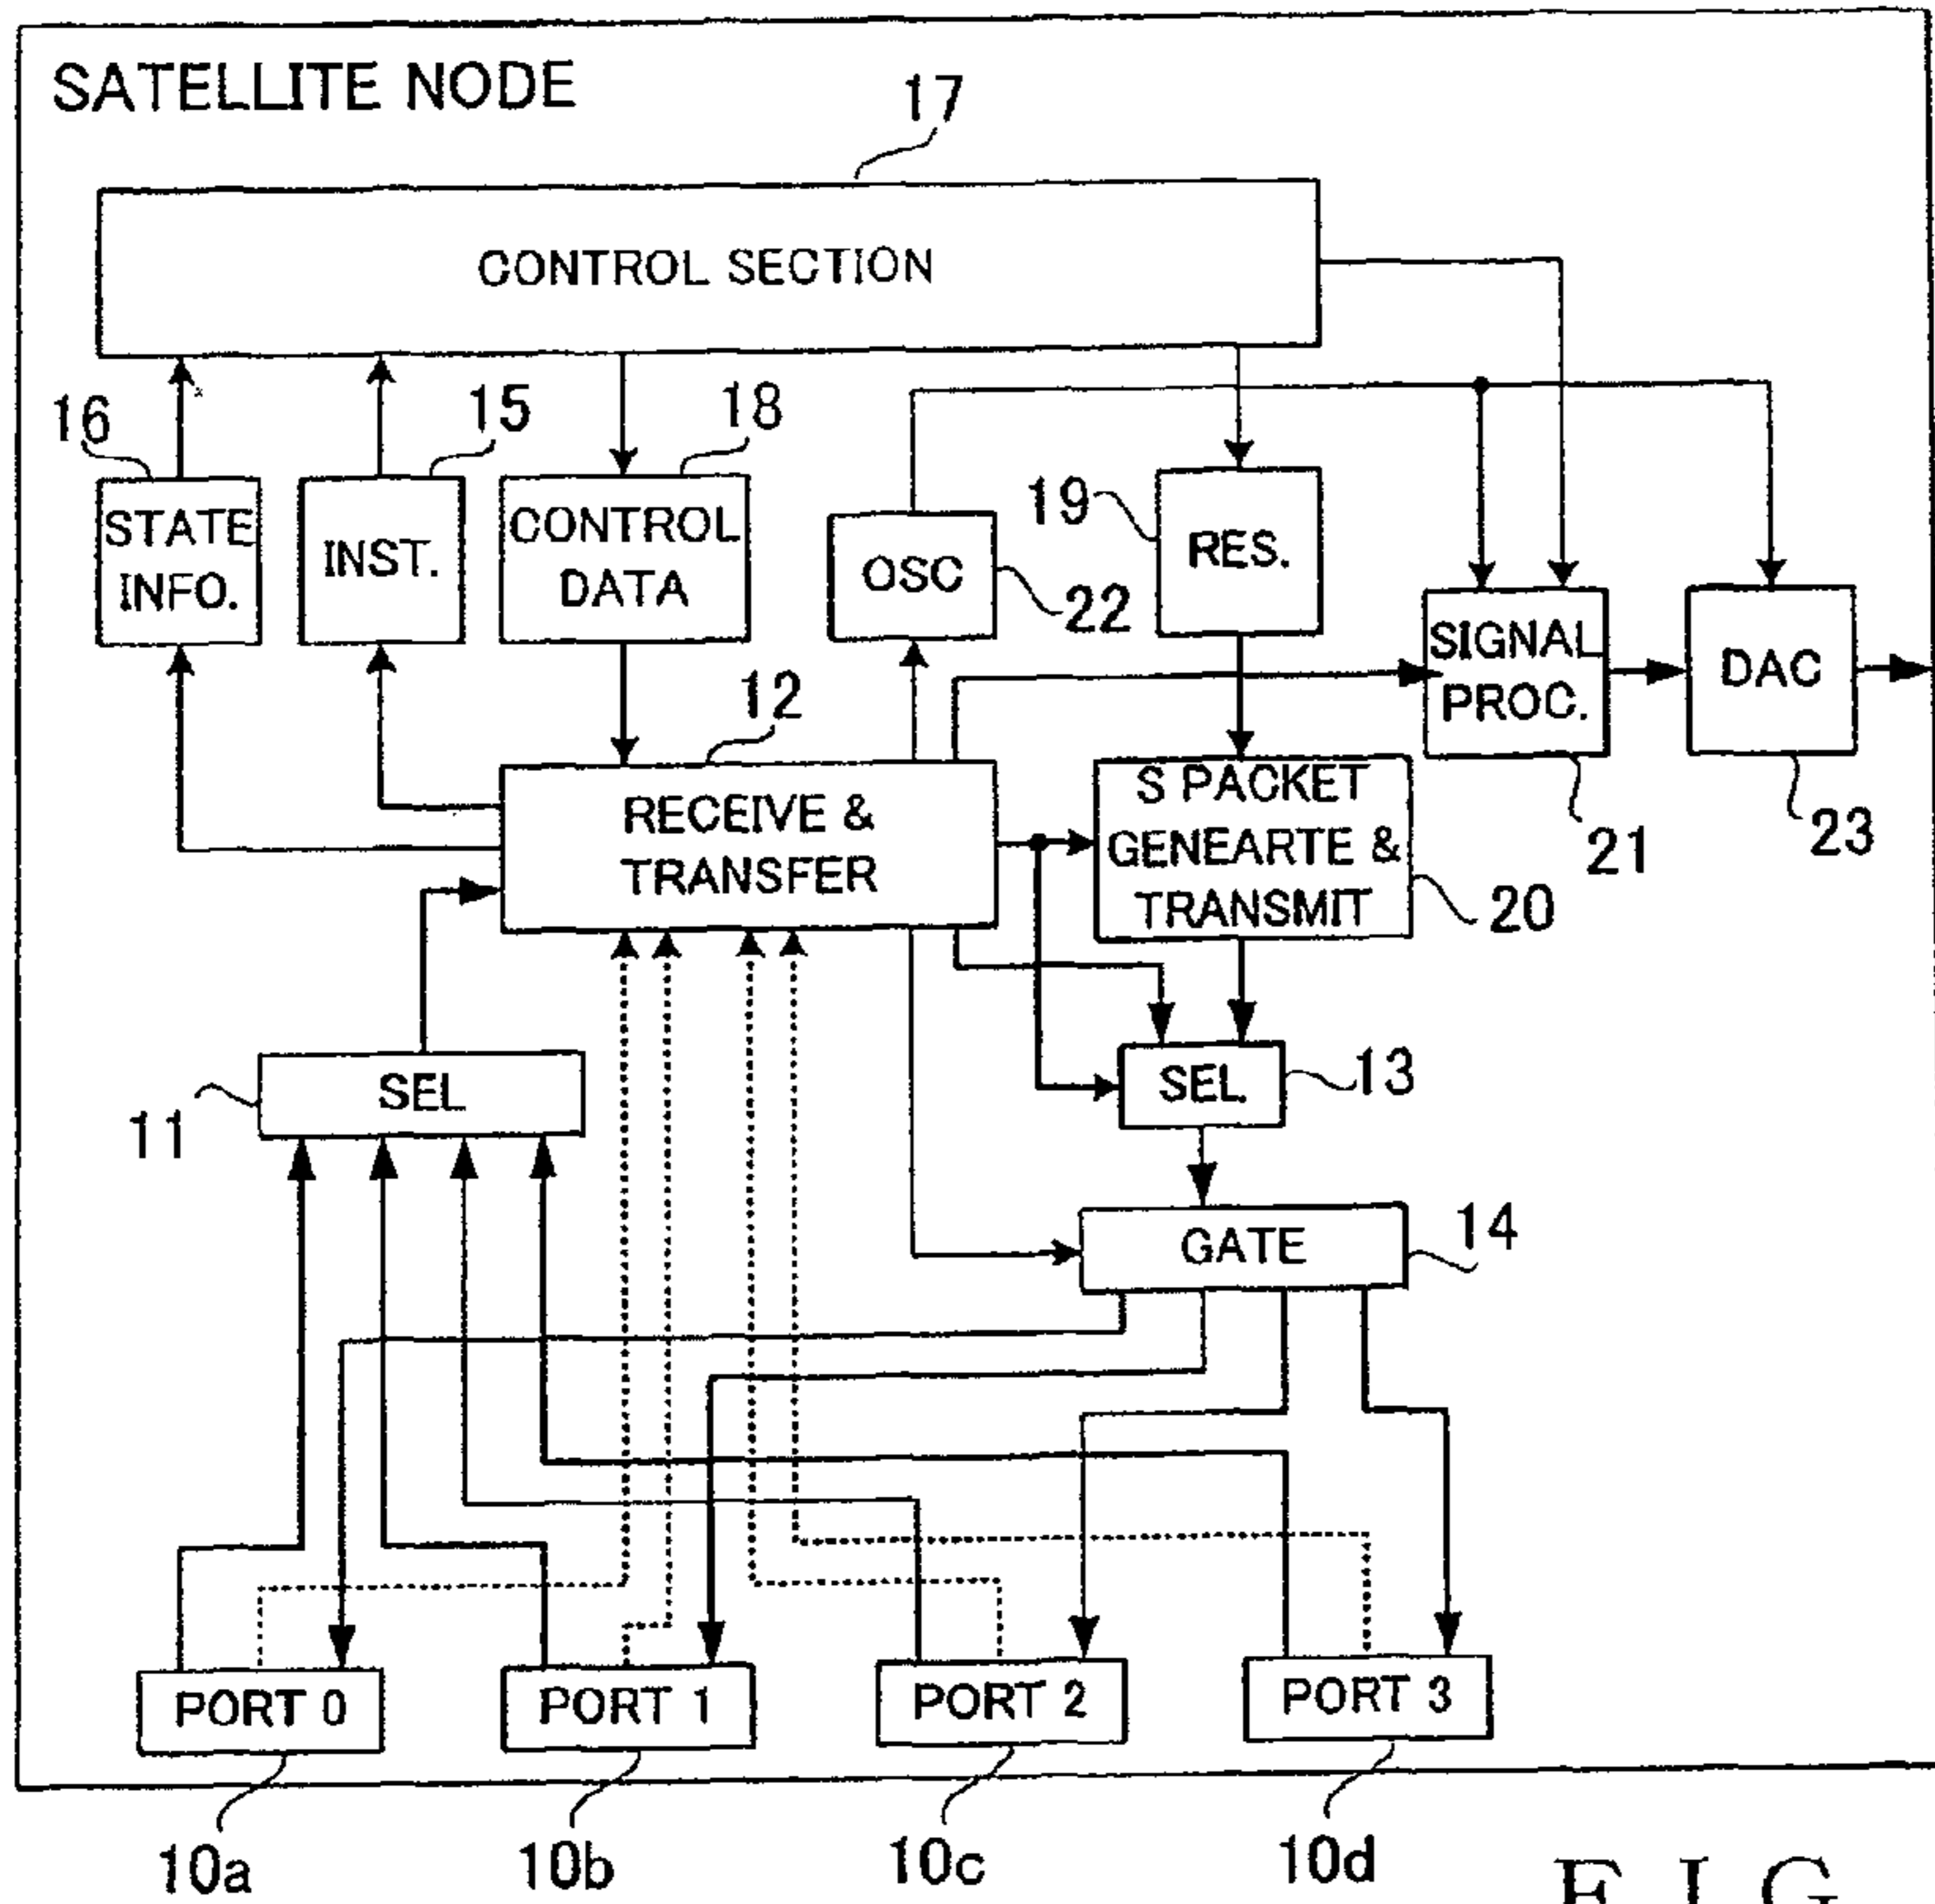 SATELLITE NODE
17
CONTROL SECTION
16
15
18
STATE
INFO.
INST.
CONTROL
DATA
OSC
22
19
RES.
SIGNAL
PROC.
DAC
12
RECEIVE &
TRANSFER
S PACKET
GENEARTE &
TRANSMIT
21
23
20
SEL
11
SEL.
13
GATE
14
PORT 0
PORT 1
PORT 2
PORT 3
10a
10b
10c
10d
FIG